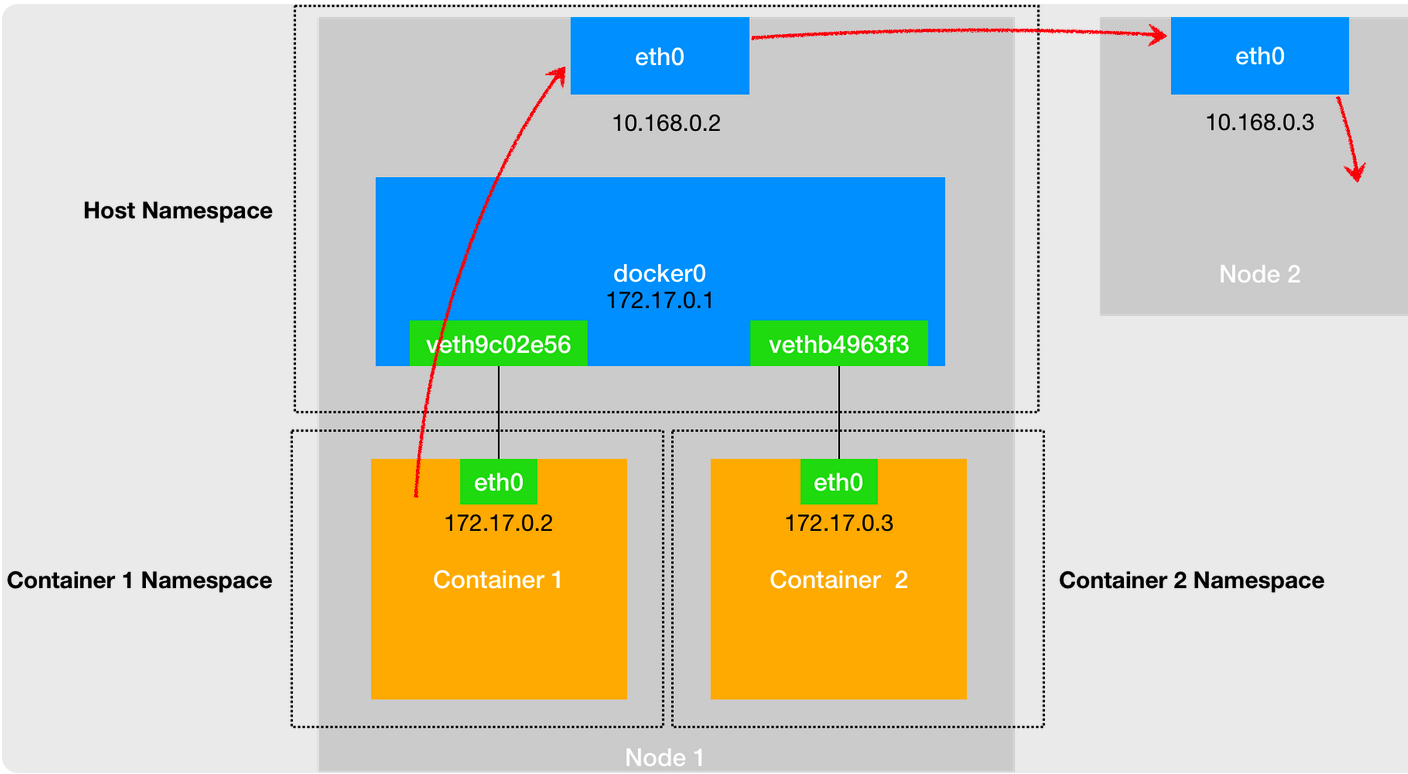 eth0
10.168.0.2
eth0
10.168.0.3
Host Namespace
docker0
172.17.0.1
Node 2
veth9c02e56
vethb4963f3
eth0
172.17.0.2
Container 1
eth0
172.17.0.3
Container  2
Container 1 Namespace
Container 2 Namespace
Node 1